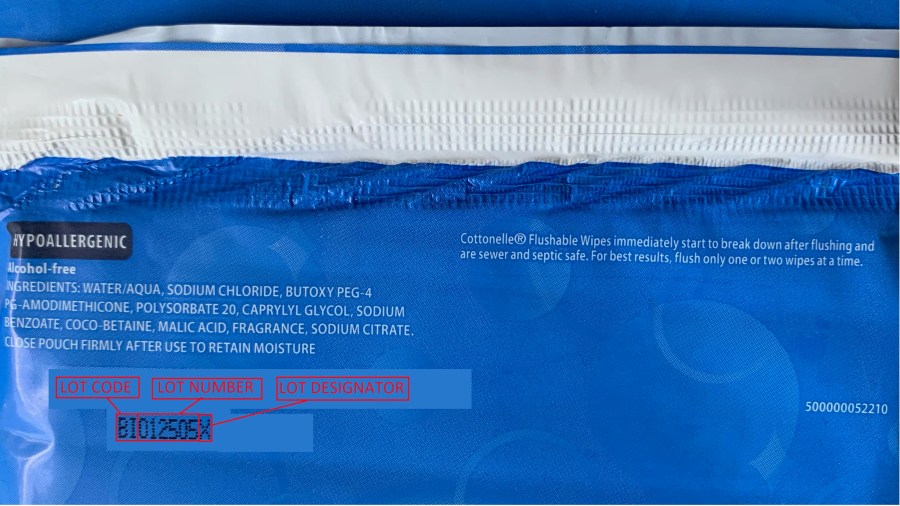 HYPOALLERGENIC
Alcohol-free
INGREDIENTS: WATER/AQUA, SODIUM CHLORIDE, BUTOXY PEG-4
PG-AMODIMETHICONE, POLYSORBATE 20, CAPRYLYL GLYCOL, SODIUM
BENZOATE, COCO-BETAINE, MALIC ACID, FRAGRANCE, SODIUM CITRATE.
CLOSE POUCH FIRMLY AFTER USE TO RETAIN MOISTURE
Cottonelle® Flushable Wipes immediately start to break down after flushing and
are sewer and septic safe. For best results, flush only one or two wipes at a time.
LOT CODE LOT NUMBER LOT DESIGNATOR
BI012505X
500000052210